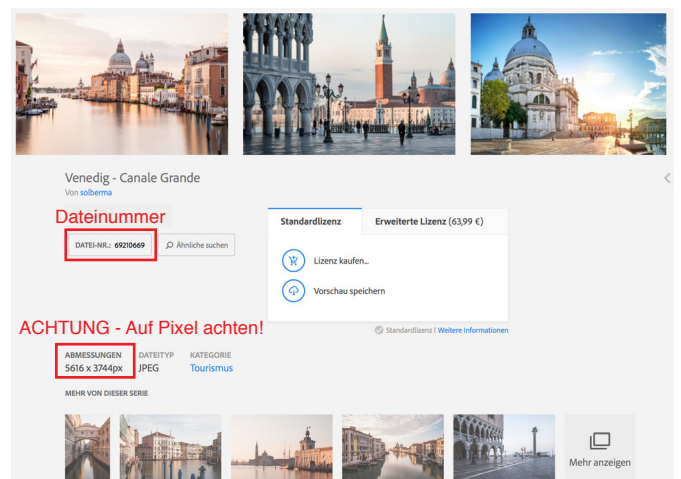 Venedig - Canale Grande
Von solberma
Dateinummer
DATEI-NR.: 69210669
Ähnliche suchen
Standardlizenz
Erweiterte Lizenz (63,99 €)
Lizenz kaufen...
Vorschau speichern
Standardlizenz | Weitere Informationen
ACHTUNG - Auf Pixel achten!
ABMESSUNGEN DATEITYP KATEGORIE
5616 x 3744px JPEG Tourismus
MEHR VON DIESER SERIE
Mehr anzeigen